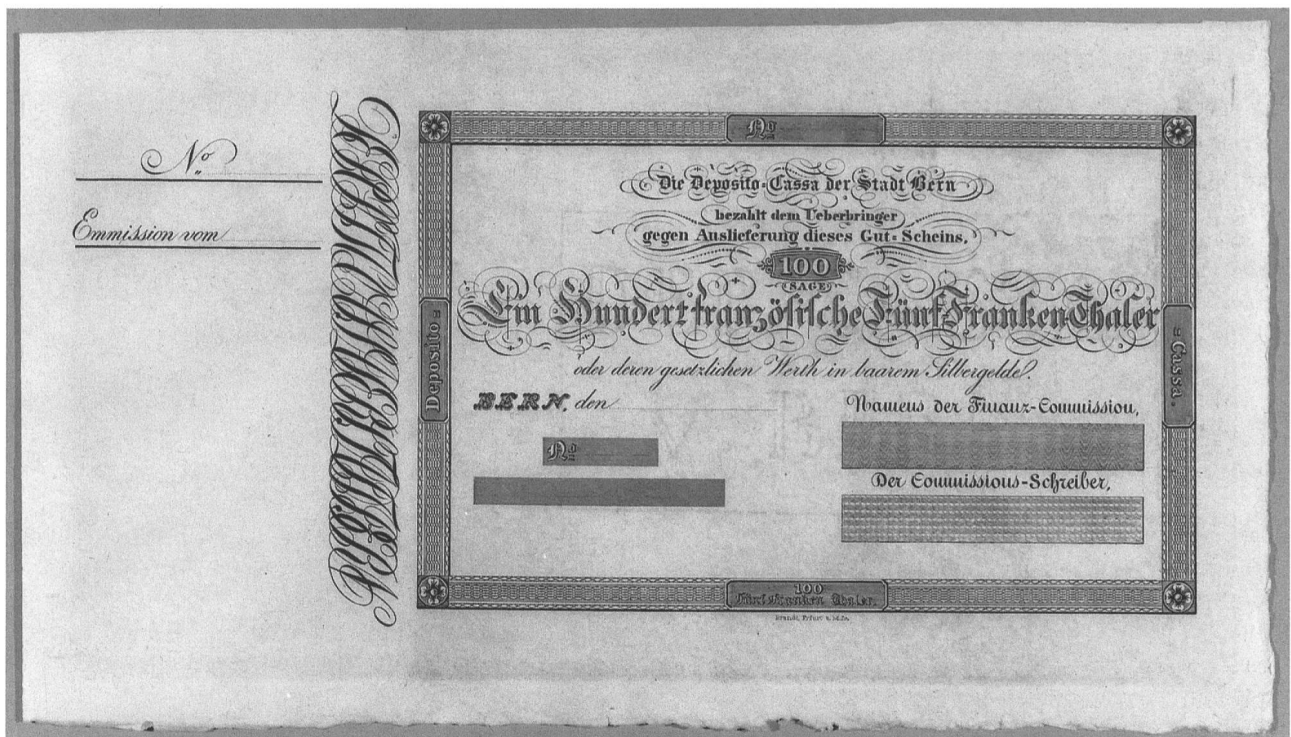 No
Emmission vom
No
Die Deposito=Cassa der Stadt Bern
bezahlt dem Ueberbringer
gegen Auslieferung dieses Gut=Scheins,
100
(SAGE)
Ein Hundert französische Fünf Franken Thaler
oder deren gesetzlichen Werth in baarem Silbergelde.
BERN, den
Namens der Finanz-Commission,
No
Der Commissions-Schreiber,
Deposito=
=Cassa.
100
Fünf Franken Thaler